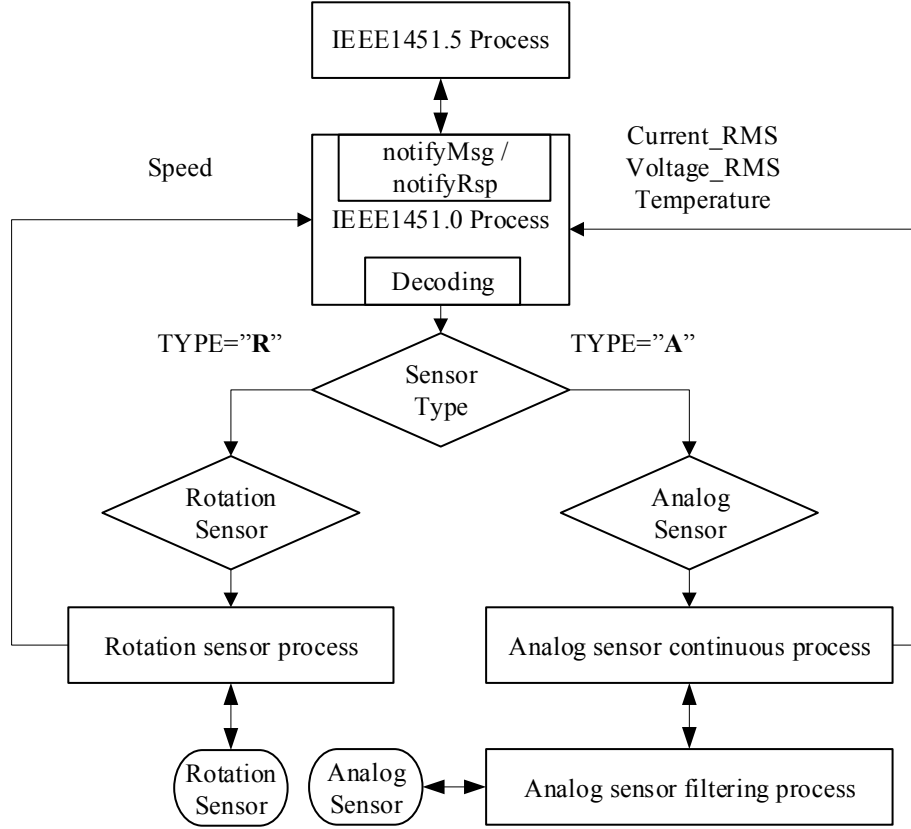 IEEE1451.5 Process
notifyMsg /
notifyRsp
IEEE1451.0 Process
Decoding
Speed
Current_RMS
Voltage_RMS
Temperature
TYPE=”R”
TYPE=”A”
Sensor
Type
Rotation
Sensor
Analog
Sensor
Rotation sensor process
Analog sensor continuous process
Rotation
Sensor
Analog
Sensor
Analog sensor filtering process